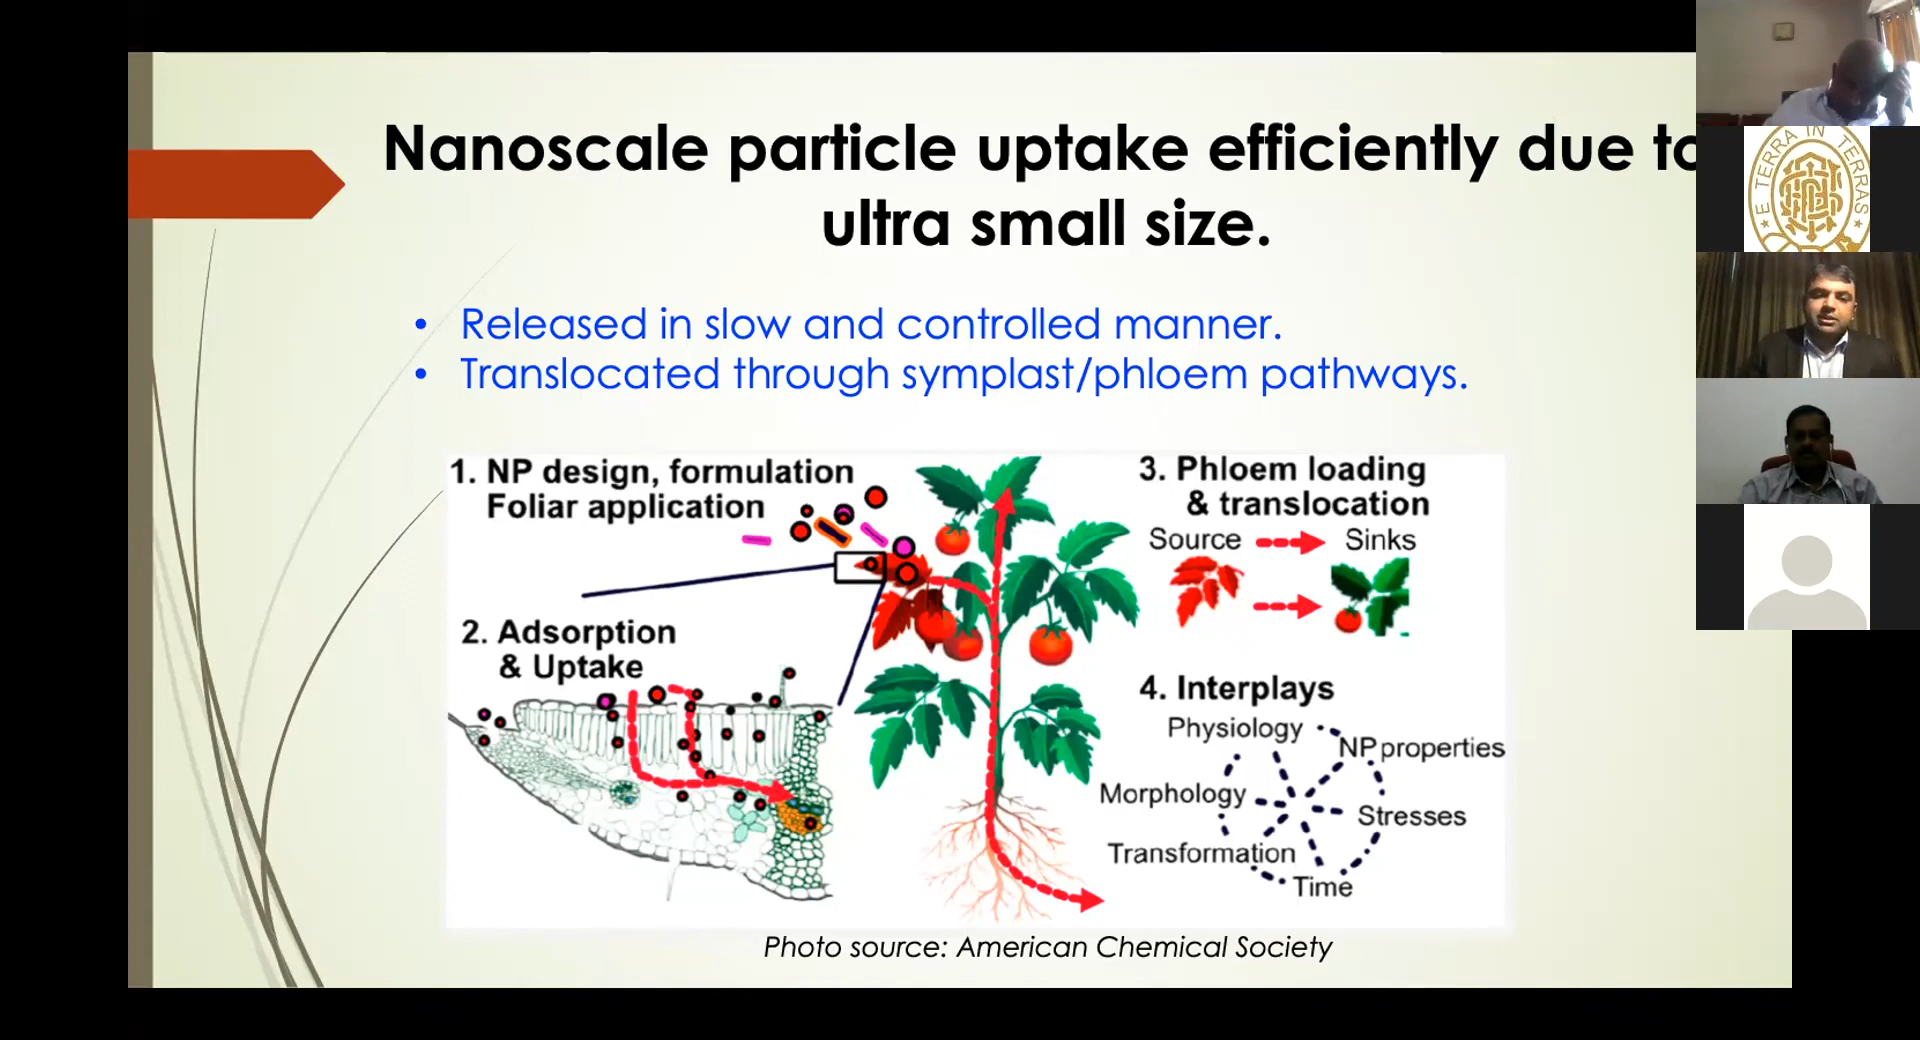 Nanoscale particle uptake efficiently due to
ultra small size.
• Released in slow and controlled manner.
• Translocated through symplast/phloem pathways.
1. NP design, formulation
Foliar application
2. Adsorption
& Uptake
3. Phloem loading
& translocation
Source
Sinks
4. Interplays
Physiology
NP properties
Morphology
Stresses
Transformation
Time
Photo source: American Chemical Society
E TERRA IN TERRAS